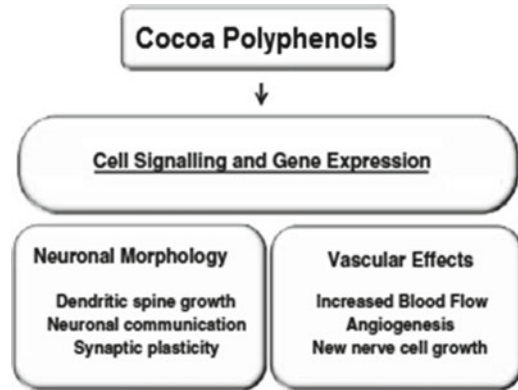 Cocoa Polyphenols
Cell Signalling and Gene Expression
Neuronal Morphology
Dendritic spine growth
Neuronal communication
Synaptic plasticity
Vascular Effects
Increased Blood Flow
Angiogenesis
New nerve cell growth